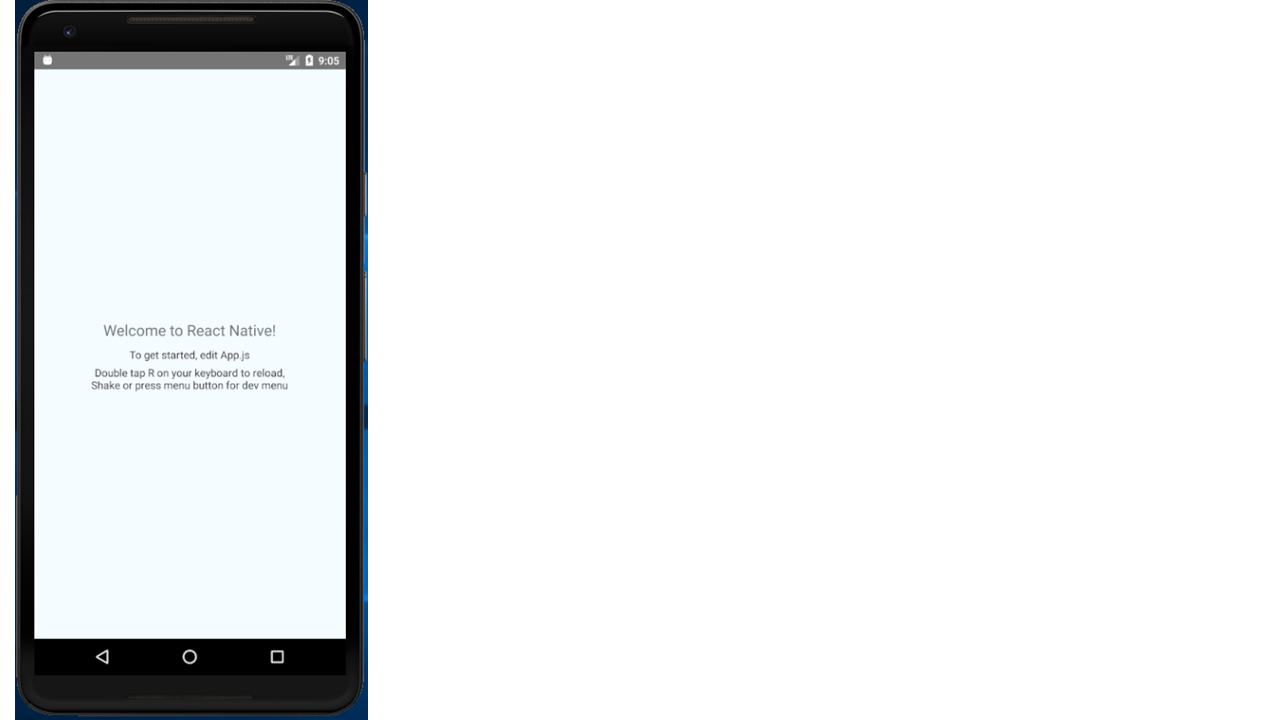 9:05
Welcome to React Native!
To get started, edit App.js
Double tap R on your keyboard to reload,
Shake or press menu button for dev menu